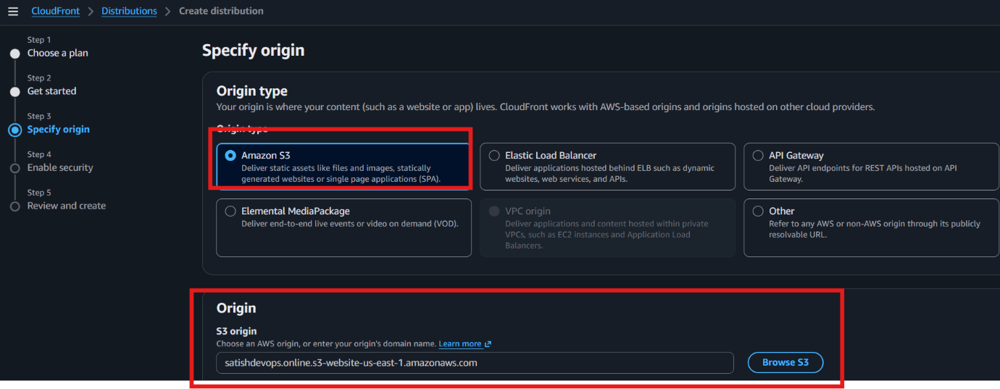 CloudFront > Distributions > Create distribution
Step 1
Choose a plan
Step 2
Get started
Step 3
Specify origin
Step 4
Enable security
Step 5
Review and create
Specify origin
Origin type
Your origin is where your content (such as a website or app) lives. CloudFront works with AWS-based origins and origins hosted on other cloud providers.
Origin type
Amazon S3
Deliver static assets like files and images, statically
generated websites or single page applications (SPA).
Elastic Load Balancer
Deliver applications hosted behind ELB such as dynamic
websites, web services, and APIs.
API Gateway
Deliver API endpoints for REST APIs hosted on API
Gateway.
Elemental MediaPackage
Deliver end-to-end live events or video on demand (VOD).
VPC origin
Deliver applications and content hosted within private
VPCs, such as EC2 instances and Application Load
Balancers.
Other
Refer to any AWS or non-AWS origin through its publicly
resolvable URL.
Origin
S3 origin
Choose an AWS origin, or enter your origin's domain name. Learn more
satishdevops.online.s3-website-us-east-1.amazonaws.com
Browse S3